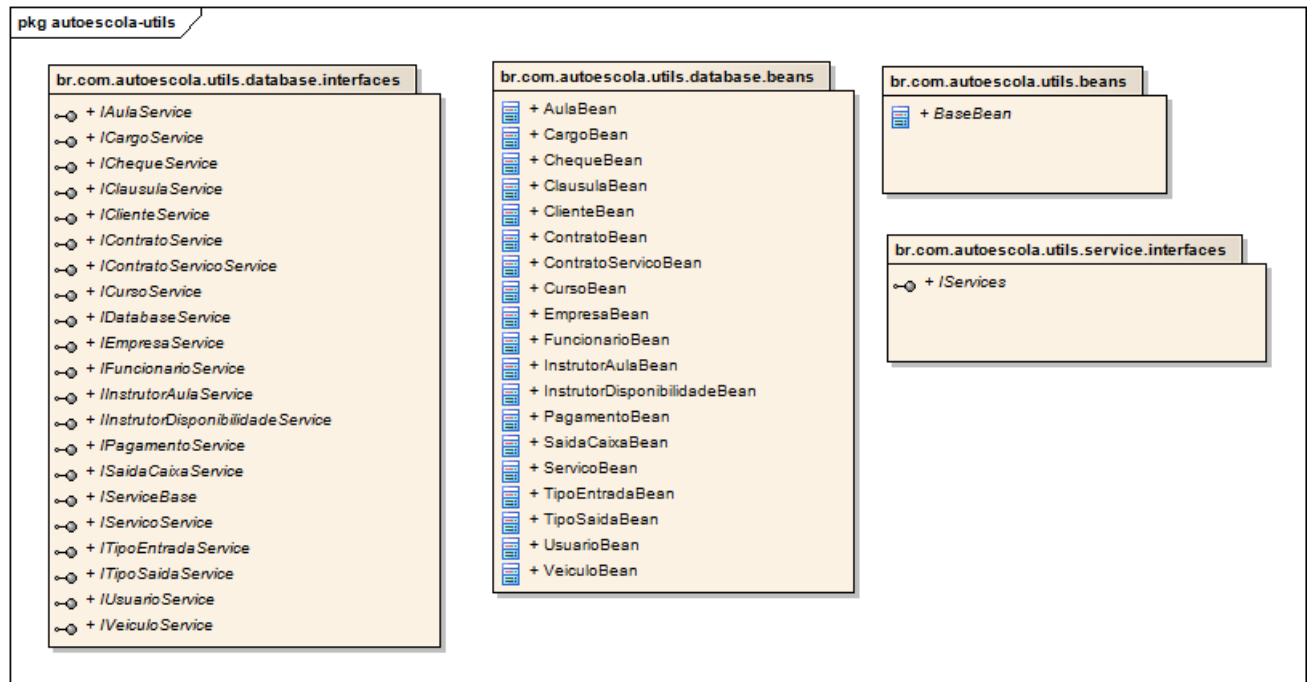 pkg autoescola-utils
br.com.autoescola.utils.database.interfaces
+ IAulaService
+ ICargoService
+ IChequeService
+ IClausulaService
+ IClienteService
+ IContratoService
+ IContratoServicoService
+ ICursoService
+ IDatabaseService
+ IEmpresaService
+ IFuncionarioService
+ IInstrutorAulaService
+ IInstrutorDisponibilidadeService
+ IPagamentoService
+ ISaidaCaixaService
+ IServiceBase
+ IServicoService
+ ITipoEntradaService
+ ITipoSaidaService
+ IUsuarioService
+ IVeiculoService
br.com.autoescola.utils.database.beans
+ AulaBean
+ CargoBean
+ ChequeBean
+ ClausulaBean
+ ClienteBean
+ ContratoBean
+ ContratoServicoBean
+ CursoBean
+ EmpresaBean
+ FuncionarioBean
+ InstrutorAulaBean
+ InstrutorDisponibilidadeBean
+ PagamentoBean
+ SaidaCaixaBean
+ ServicoBean
+ TipoEntradaBean
+ TipoSaidaBean
+ UsuarioBean
+ VeiculoBean
br.com.autoescola.utils.beans
+ BaseBean
br.com.autoescola.utils.service.interfaces
+ IServices